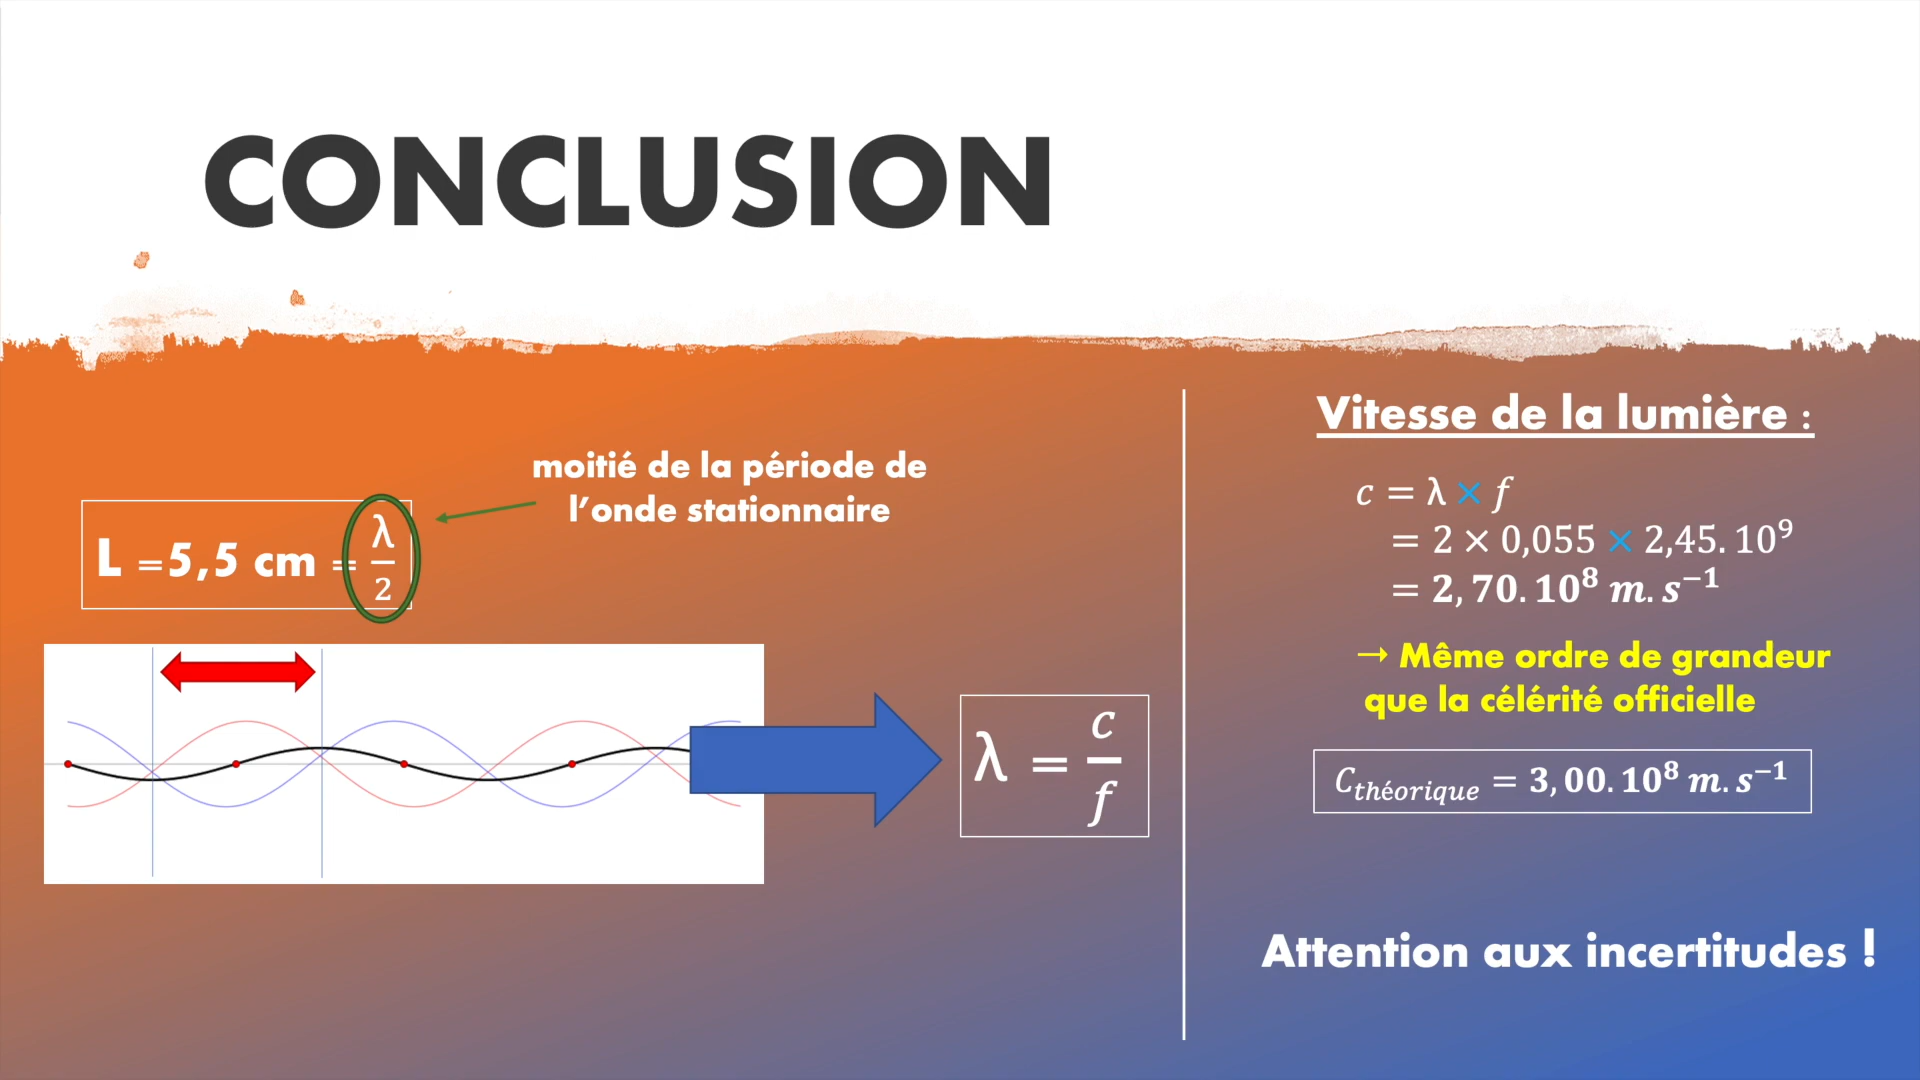 CONCLUSION
moitié de la période de
l’onde stationnaire
L =5,5 cm = λ/2
λ = c/f
Vitesse de la lumière :
c = λ × f
= 2 × 0,055 × 2,45.10⁹
= 2,70.10⁸ m.s⁻¹
→ Même ordre de grandeur
que la célérité officielle
C_théorique = 3,00.10⁸ m.s⁻¹
Attention aux incertitudes !